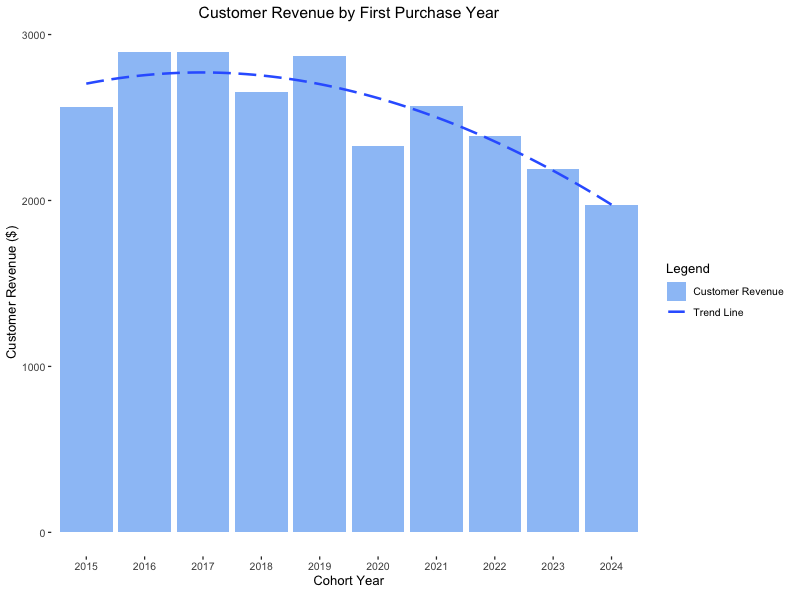 Customer Revenue by First Purchase Year
3000
2000
1000
0
Customer Revenue ($)
2015 2016 2017 2018 2019 2020 2021 2022 2023 2024
Cohort Year
Legend
Customer Revenue
Trend Line